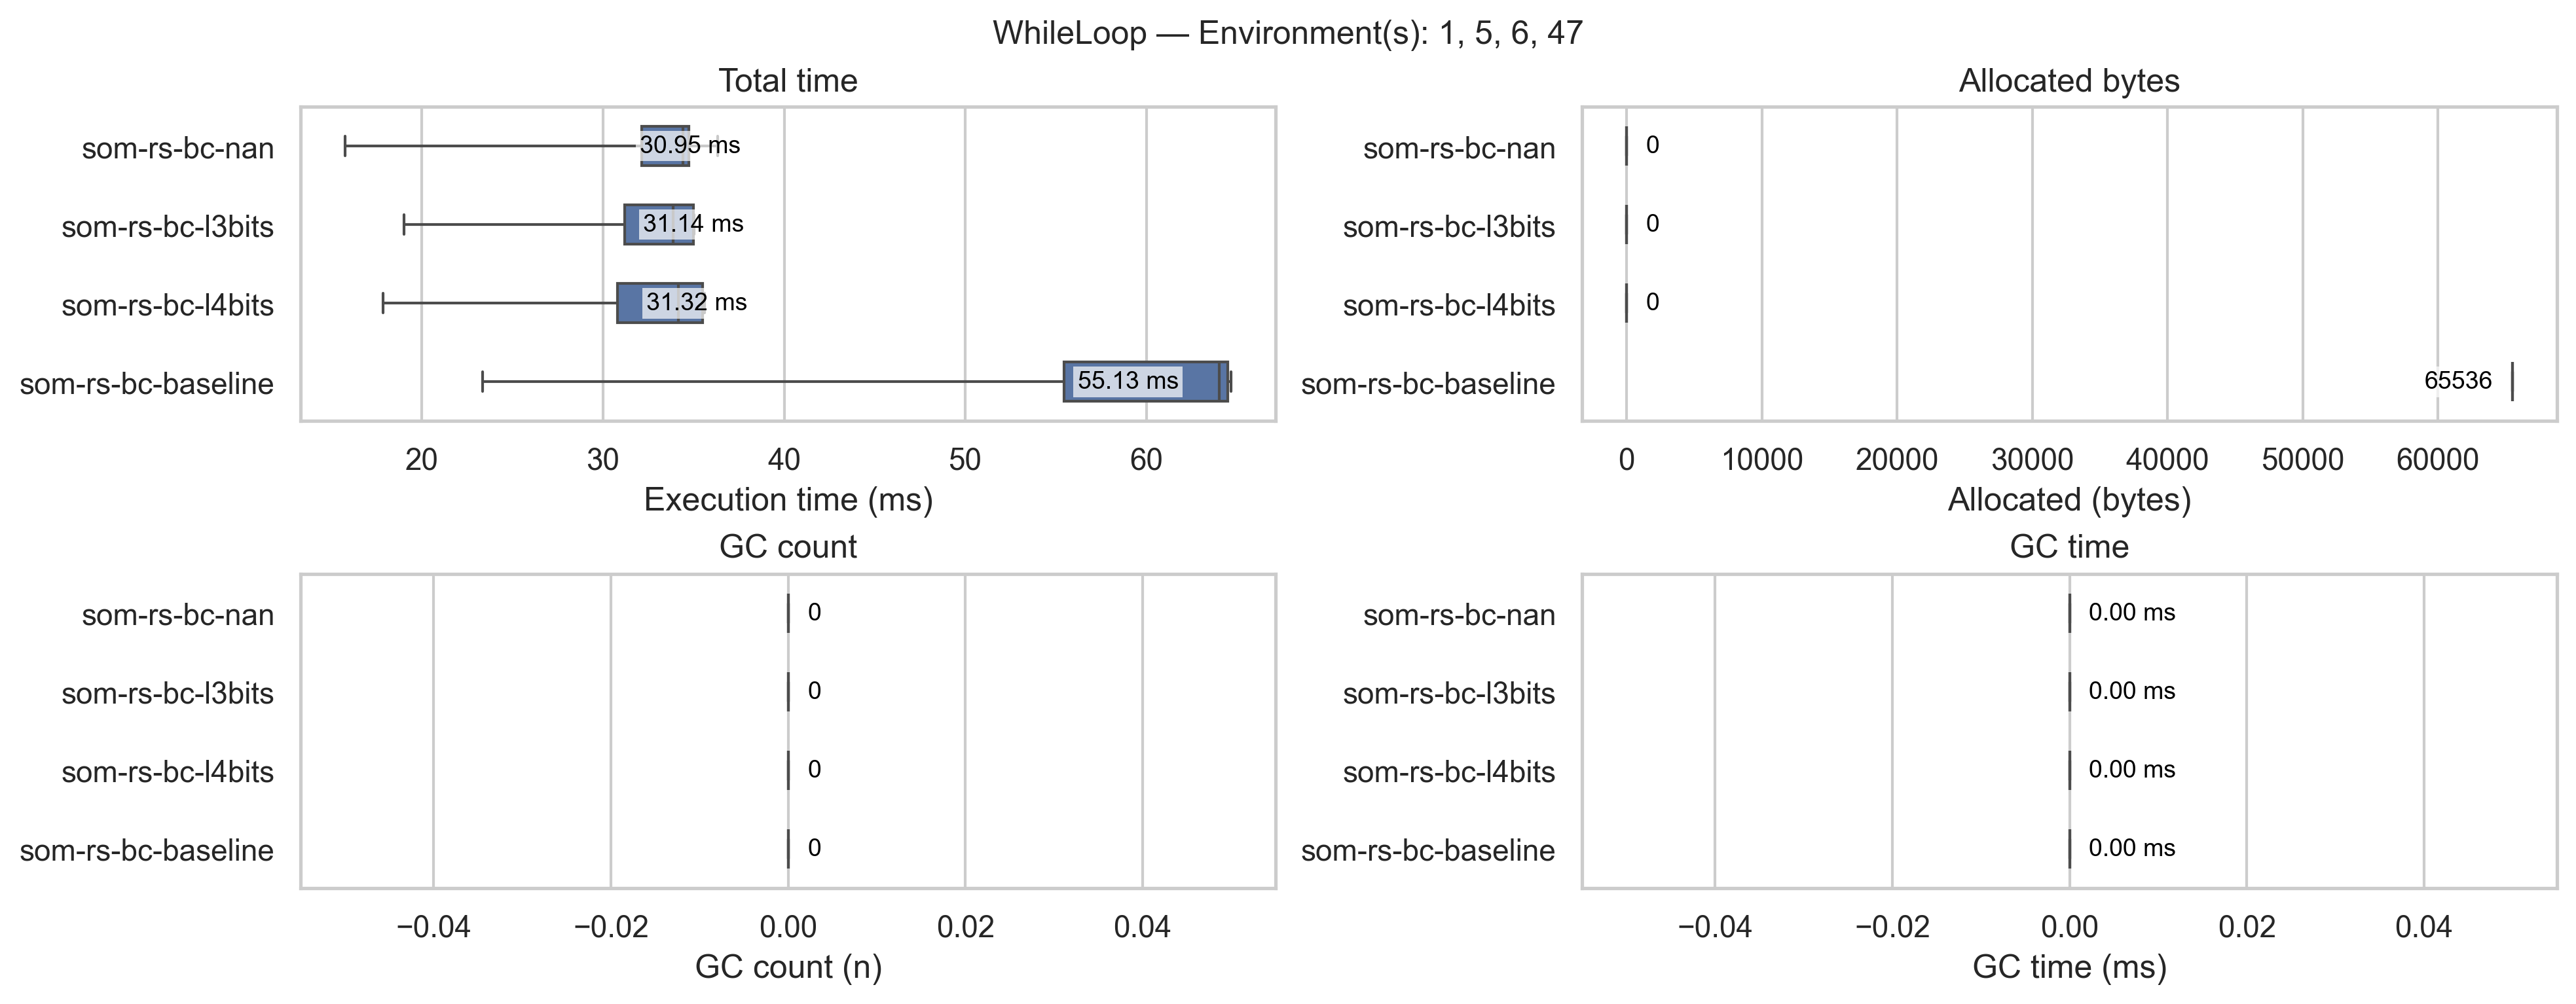 WhileLoop — Environment(s): 1, 5, 6, 47
Total time
som-rs-bc-nan
30.95 ms
som-rs-bc-l3bits
31.14 ms
som-rs-bc-l4bits
31.32 ms
som-rs-bc-baseline
55.13 ms
20 30 40 50 60
Execution time (ms)
Allocated bytes
som-rs-bc-nan
0
som-rs-bc-l3bits
0
som-rs-bc-l4bits
0
som-rs-bc-baseline
65536
0 10000 20000 30000 40000 50000 60000
Allocated (bytes)
GC count
som-rs-bc-nan
0
som-rs-bc-l3bits
0
som-rs-bc-l4bits
0
som-rs-bc-baseline
0
−0.04 −0.02 0.00 0.02 0.04
GC count (n)
GC time
som-rs-bc-nan
0.00 ms
som-rs-bc-l3bits
0.00 ms
som-rs-bc-l4bits
0.00 ms
som-rs-bc-baseline
0.00 ms
−0.04 −0.02 0.00 0.02 0.04
GC time (ms)